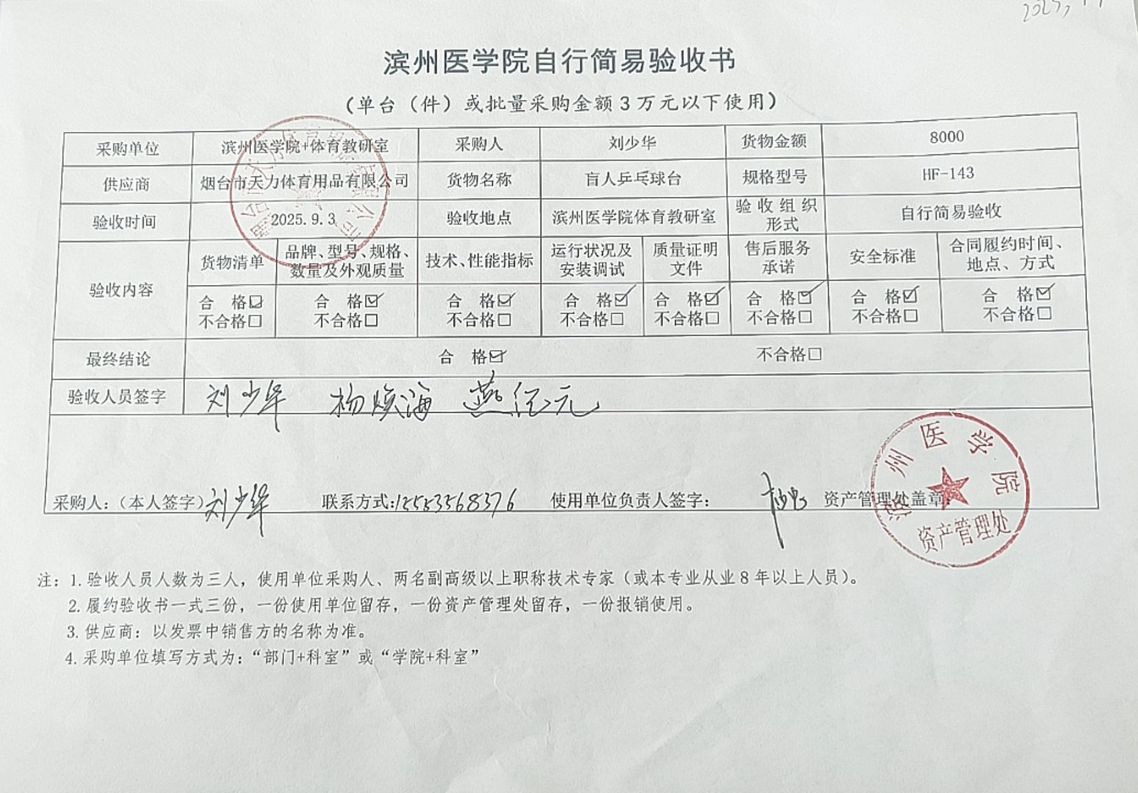 滨州医学院自行简易验收书
（单台（件）或批量采购金额3万元以下使用）
采购单位 滨州医学院+体育教研室 采购人 刘少华 货物金额 8000
供应商 烟台市天力体育用品有限公司 货物名称 盲人乒乓球台 规格型号 HF-143
验收时间 2025.9.3 验收地点 滨州医学院体育教研室 验收组织形式 自行简易验收
验收内容
货物清单 品牌、型号、规格、数量及外观质量 技术、性能指标 运行状况及安装调试 质量证明文件 售后服务承诺 安全标准 合同履约时间、地点、方式
合 格☑ 合 格☑ 合 格☑ 合 格☑ 合 格☑ 合 格☑ 合 格☑ 合 格☑
不合格□ 不合格□ 不合格□ 不合格□ 不合格□ 不合格□ 不合格□ 不合格□
最终结论 合 格☑ 不合格□
验收人员签字 刘少华 杨焕海 燕纪元
采购人：（本人签字）刘少华 联系方式:12553568376 使用单位负责人签字： 资产管理处盖章
滨州医学院
资产管理处
注：1.验收人员人数为三人，使用单位采购人、两名副高级以上职称技术专家（或本专业从业8年以上人员）。
2.履约验收书一式三份，一份使用单位留存，一份资产管理处留存，一份报销使用。
3.供应商：以发票中销售方的名称为准。
4.采购单位填写方式为：“部门+科室”或“学院+科室”